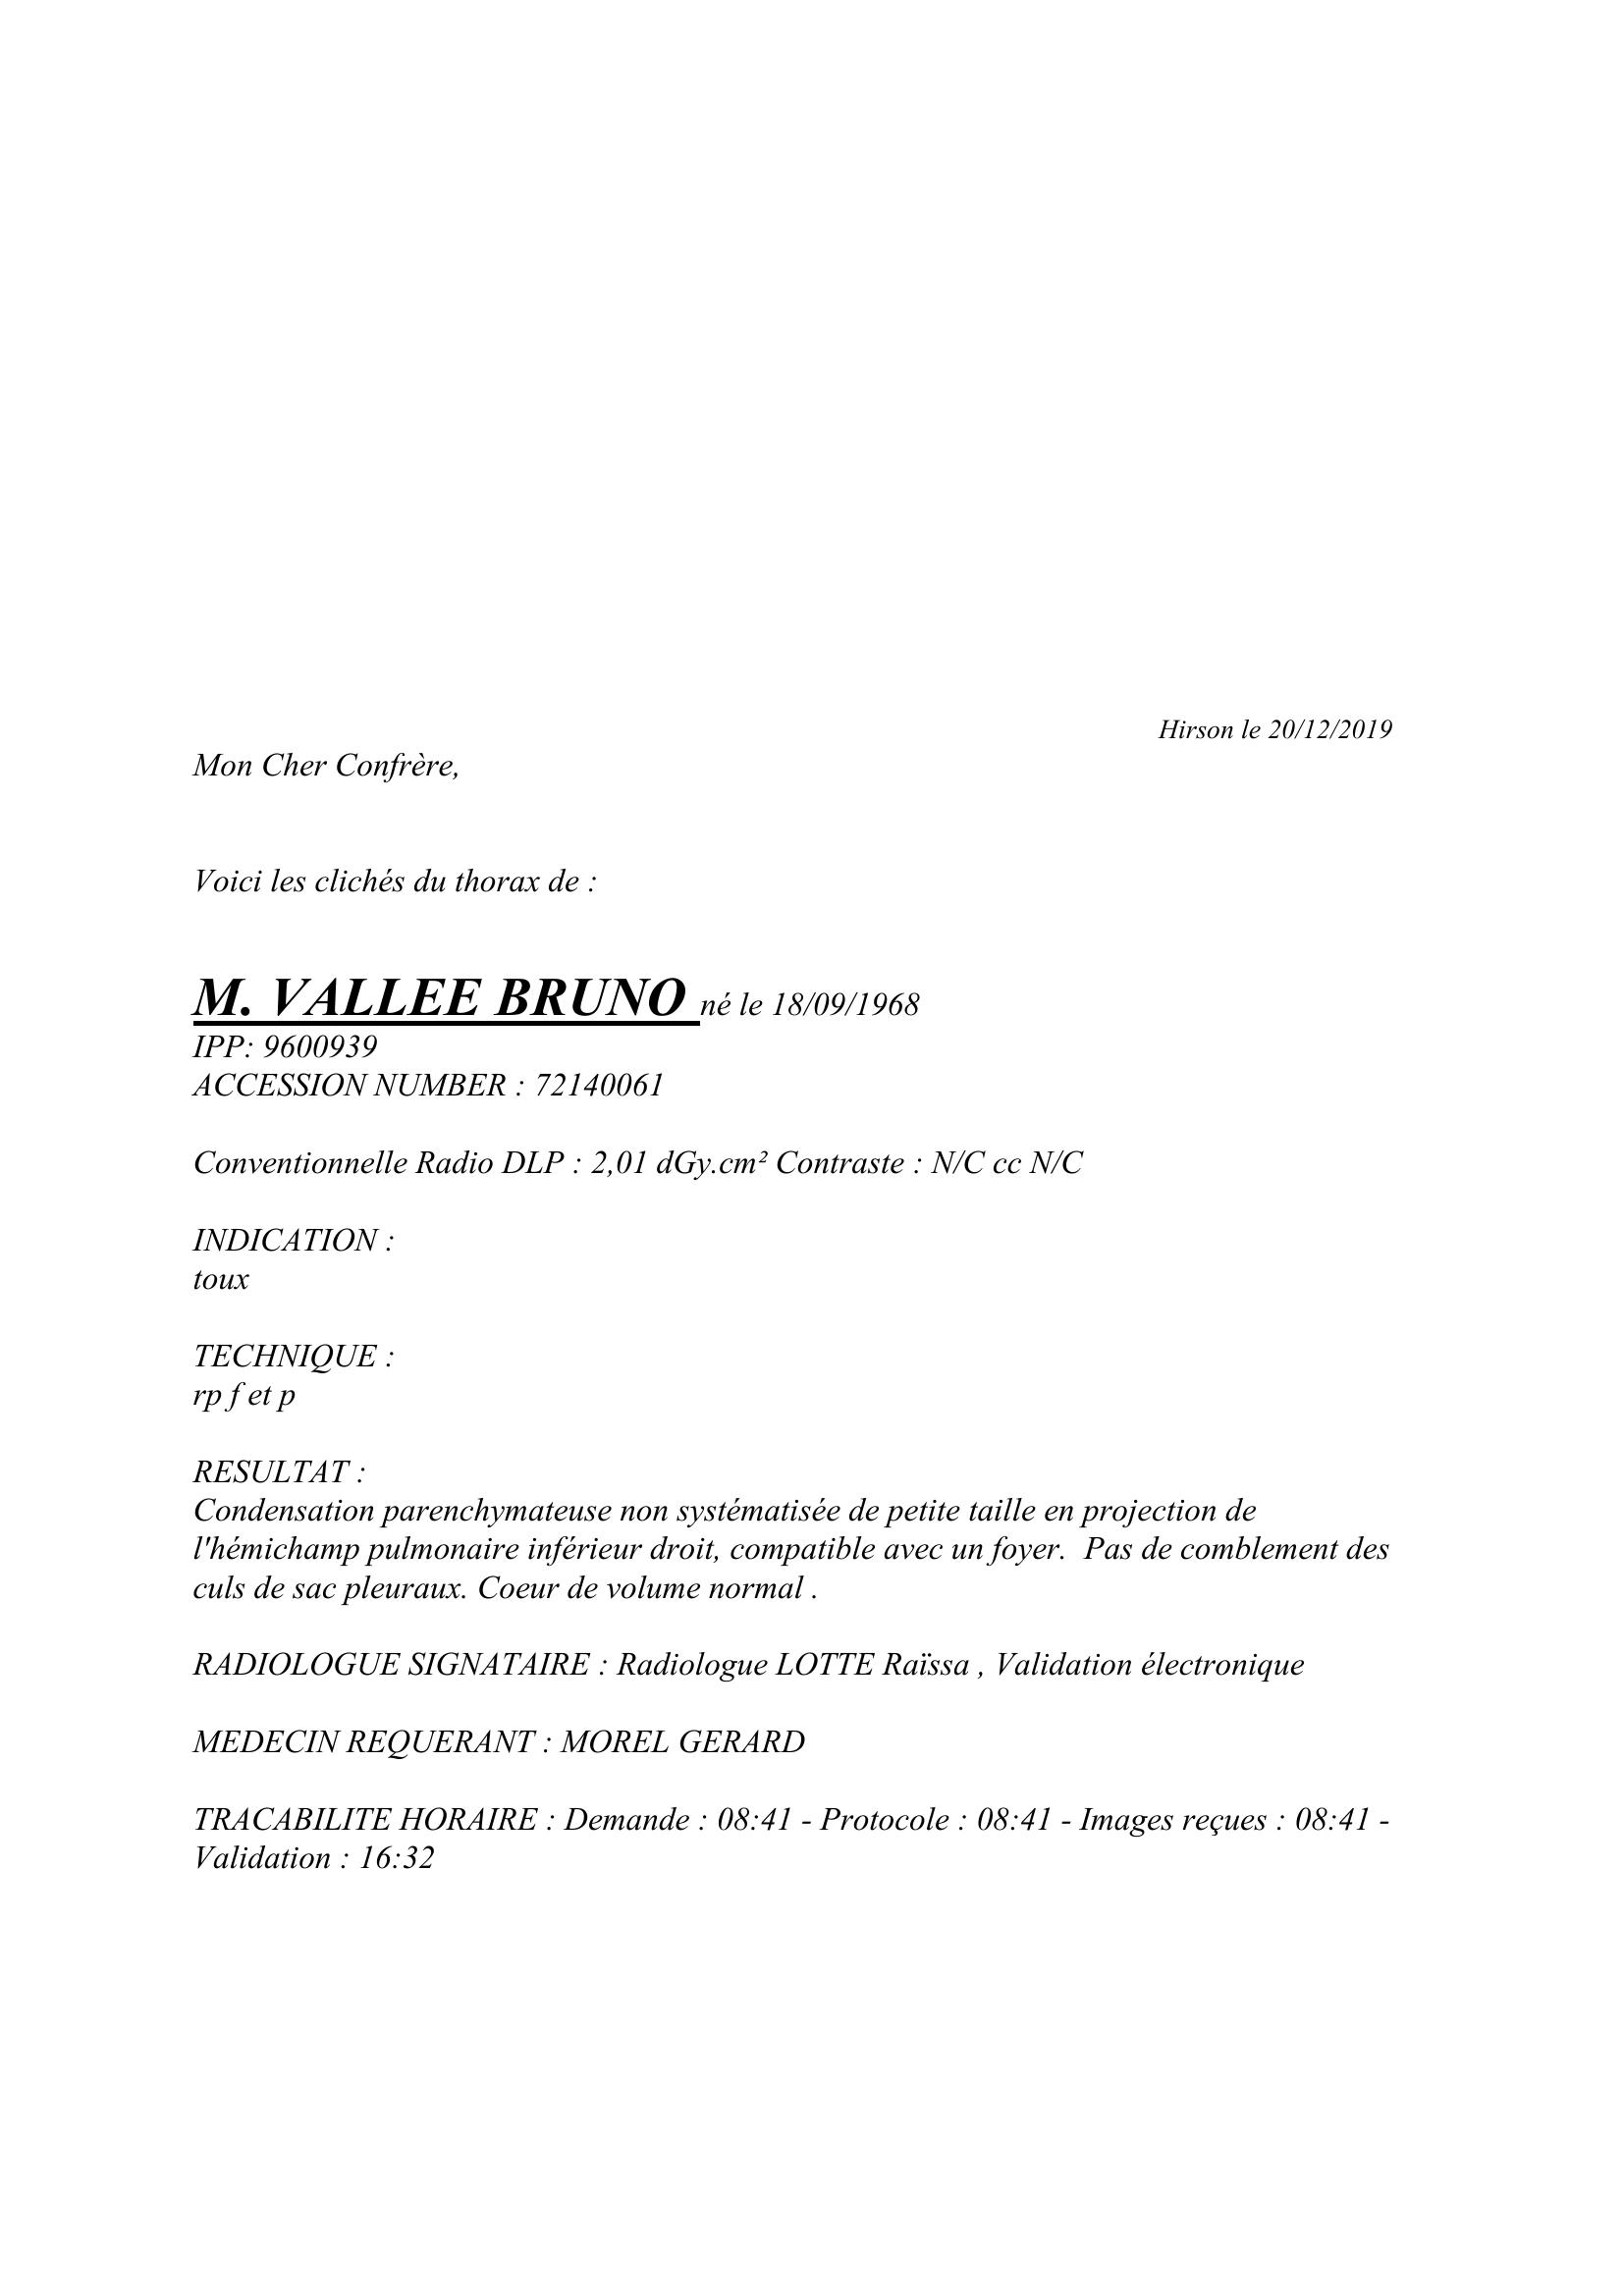 Hirson le 20/12/2019
Mon Cher Confrère,
Voici les clichés du thorax de :
M. VALLEE BRUNO né le 18/09/1968
IPP: 9600939
ACCESSION NUMBER : 72140061
Conventionnelle Radio DLP : 2,01 dGy.cm² Contraste : N/C cc N/C
INDICATION :
toux
TECHNIQUE :
rp f et p
RESULTAT :
Condensation parenchymateuse non systématisée de petite taille en projection de
l'hémichamp pulmonaire inférieur droit, compatible avec un foyer.  Pas de comblement des
culs de sac pleuraux. Coeur de volume normal .
RADIOLOGUE SIGNATAIRE : Radiologue LOTTE Raïssa , Validation électronique
MEDECIN REQUERANT : MOREL GERARD
TRACABILITE HORAIRE : Demande : 08:41 - Protocole : 08:41 - Images reçues : 08:41 -
Validation : 16:32